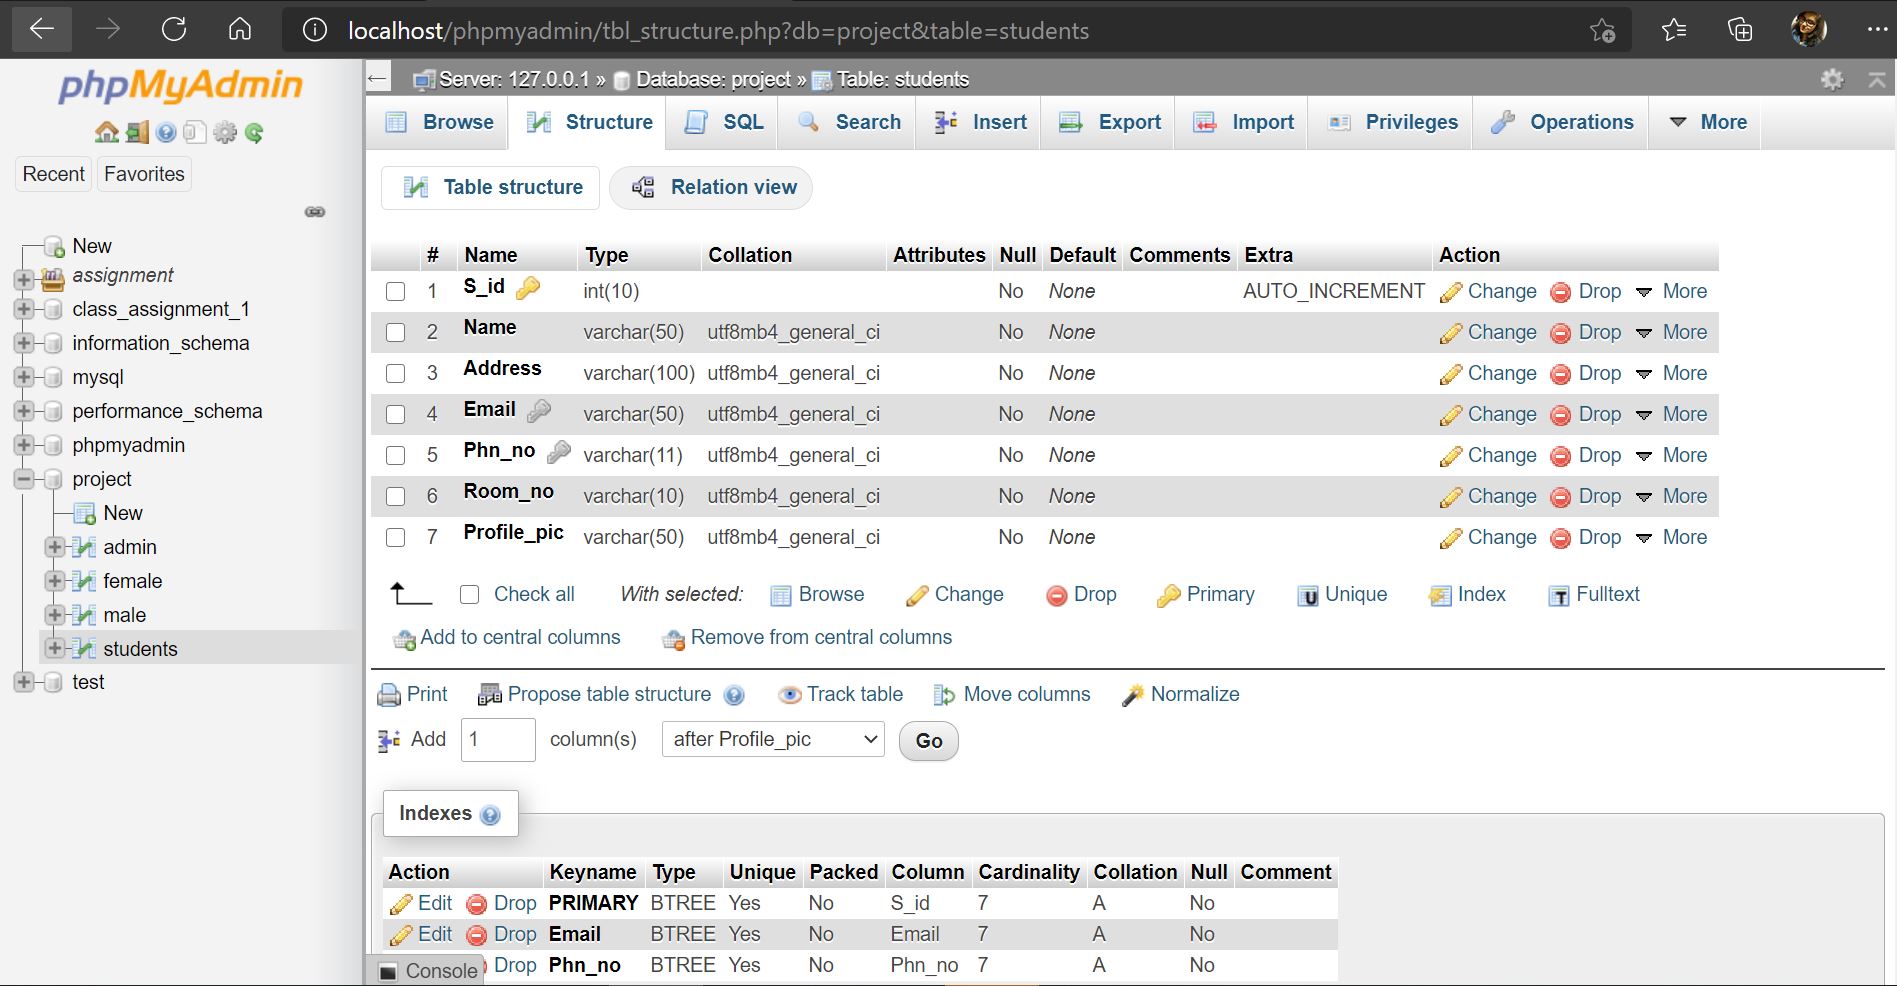 localhost/phpmyadmin/tbl_structure.php?db=project&table=students
phpMyAdmin
Recent Favorites
New
assignment
class_assignment_1
information_schema
mysql
performance_schema
phpmyadmin
project
New
admin
female
male
students
test
Server: 127.0.0.1 » Database: project » Table: students
Browse Structure SQL Search Insert Export Import Privileges Operations More
Table structure Relation view
# Name Type Collation Attributes Null Default Comments Extra Action
1 S_id int(10) No None AUTO_INCREMENT Change Drop More
2 Name varchar(50) utf8mb4_general_ci No None Change Drop More
3 Address varchar(100) utf8mb4_general_ci No None Change Drop More
4 Email varchar(50) utf8mb4_general_ci No None Change Drop More
5 Phn_no varchar(11) utf8mb4_general_ci No None Change Drop More
6 Room_no varchar(10) utf8mb4_general_ci No None Change Drop More
7 Profile_pic varchar(50) utf8mb4_general_ci No None Change Drop More
Check all With selected: Browse Change Drop Primary Unique Index Fulltext
Add to central columns Remove from central columns
Print Propose table structure Track table Move columns Normalize
Add 1 column(s) after Profile_pic Go
Indexes
Action Keyname Type Unique Packed Column Cardinality Collation Null Comment
Edit Drop PRIMARY BTREE Yes No S_id 7 A No
Edit Drop Email BTREE Yes No Email 7 A No
Drop Phn_no BTREE Yes No Phn_no 7 A No
Console